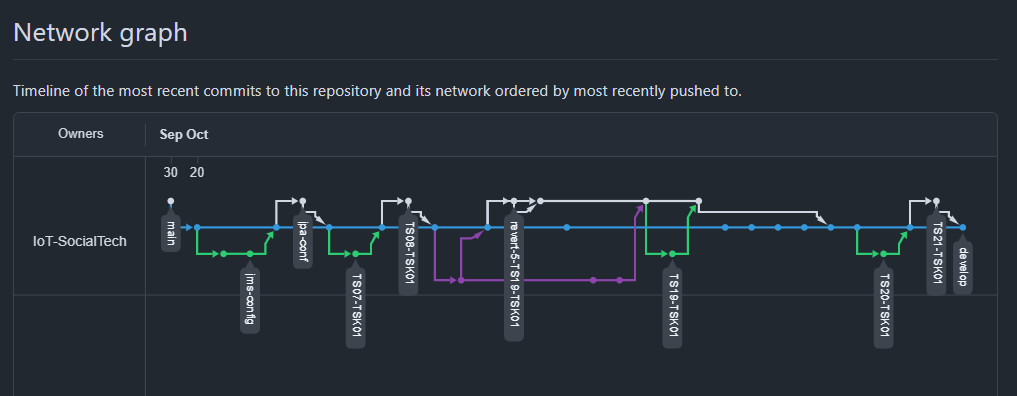 Network graph
Timeline of the most recent commits to this repository and its network ordered by most recently pushed to.
Owners
Sep Oct
30 20
IoT-SocialTech
main
ims-config
ipa-conf
TS07-TSK01
TS08-TSK01
revert-5-TS19-TSK01
TS19-TSK01
TS20-TSK01
TS21-TSK01
develop